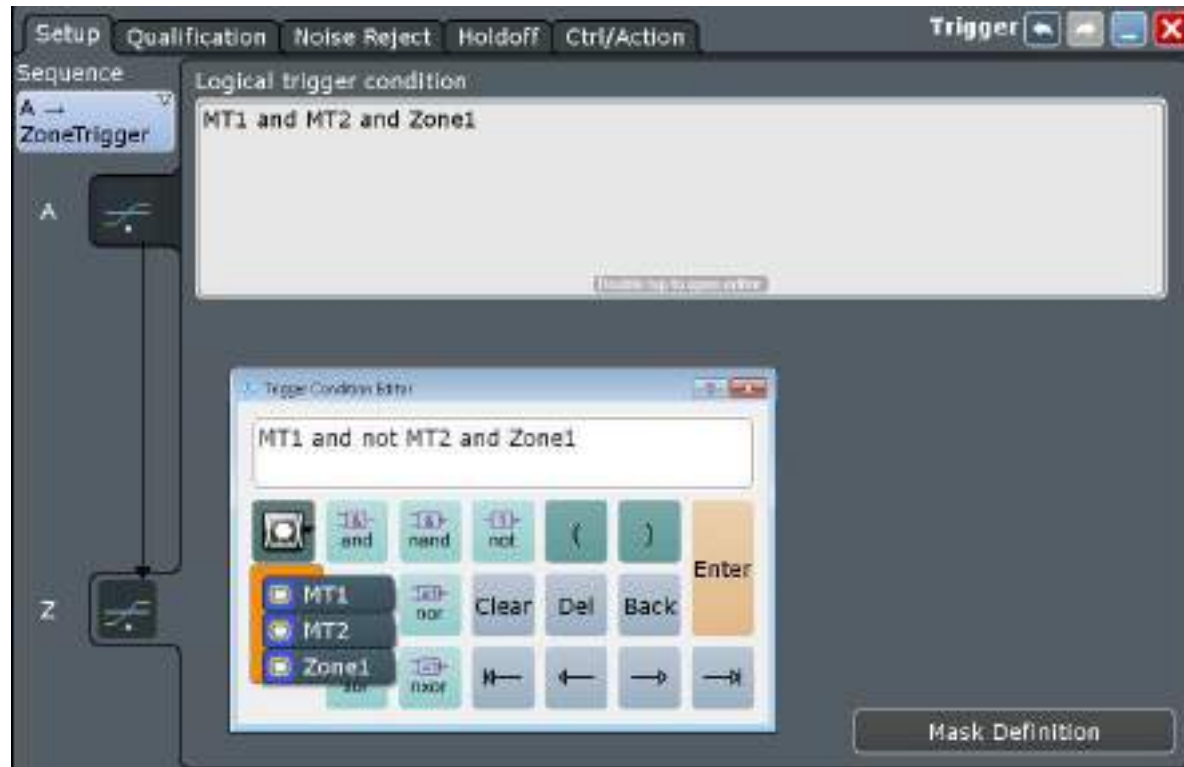 Setup Qualification Noise Reject Holdoff Ctrl/Action Trigger
Sequence
A →
ZoneTrigger
Logical trigger condition
MT1 and MT2 and Zone1
A
Trigger Condition Editor
MT1 and not MT2 and Zone1
and nand not ( )
Enter
MT1
nor Clear Del Back
MT2
Z
Zone1
nxor
Mask Definition